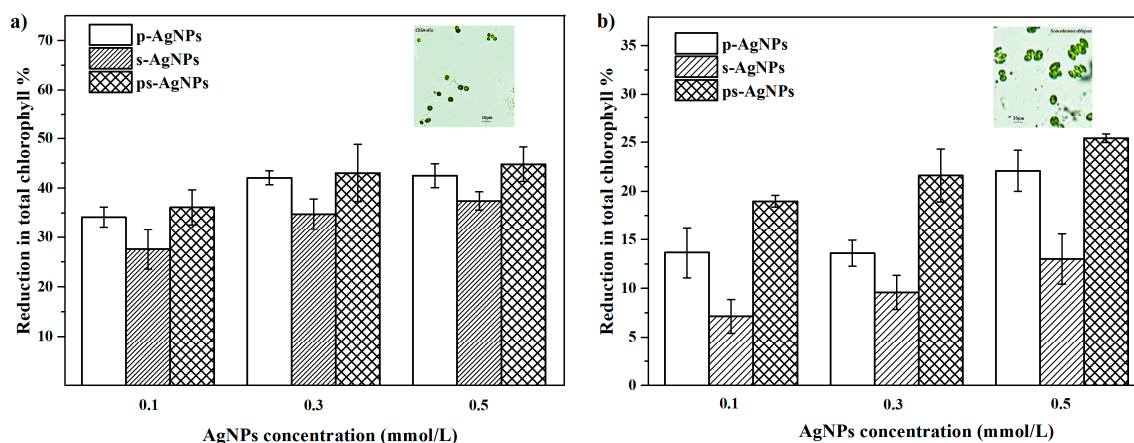 a)
p-AgNPs
s-AgNPs
ps-AgNPs
Chlorella
10μm
Reduction in total chlorophyll %
70
60
50
40
30
20
10
0.1 0.3 0.5
AgNPs concentration (mmol/L)
b)
p-AgNPs
s-AgNPs
ps-AgNPs
Scenedesmus obliquus
10μm
Reduction in total chlorophyll %
35
30
25
20
15
10
5
0
0.1 0.3 0.5
AgNPs concentration (mmol/L)